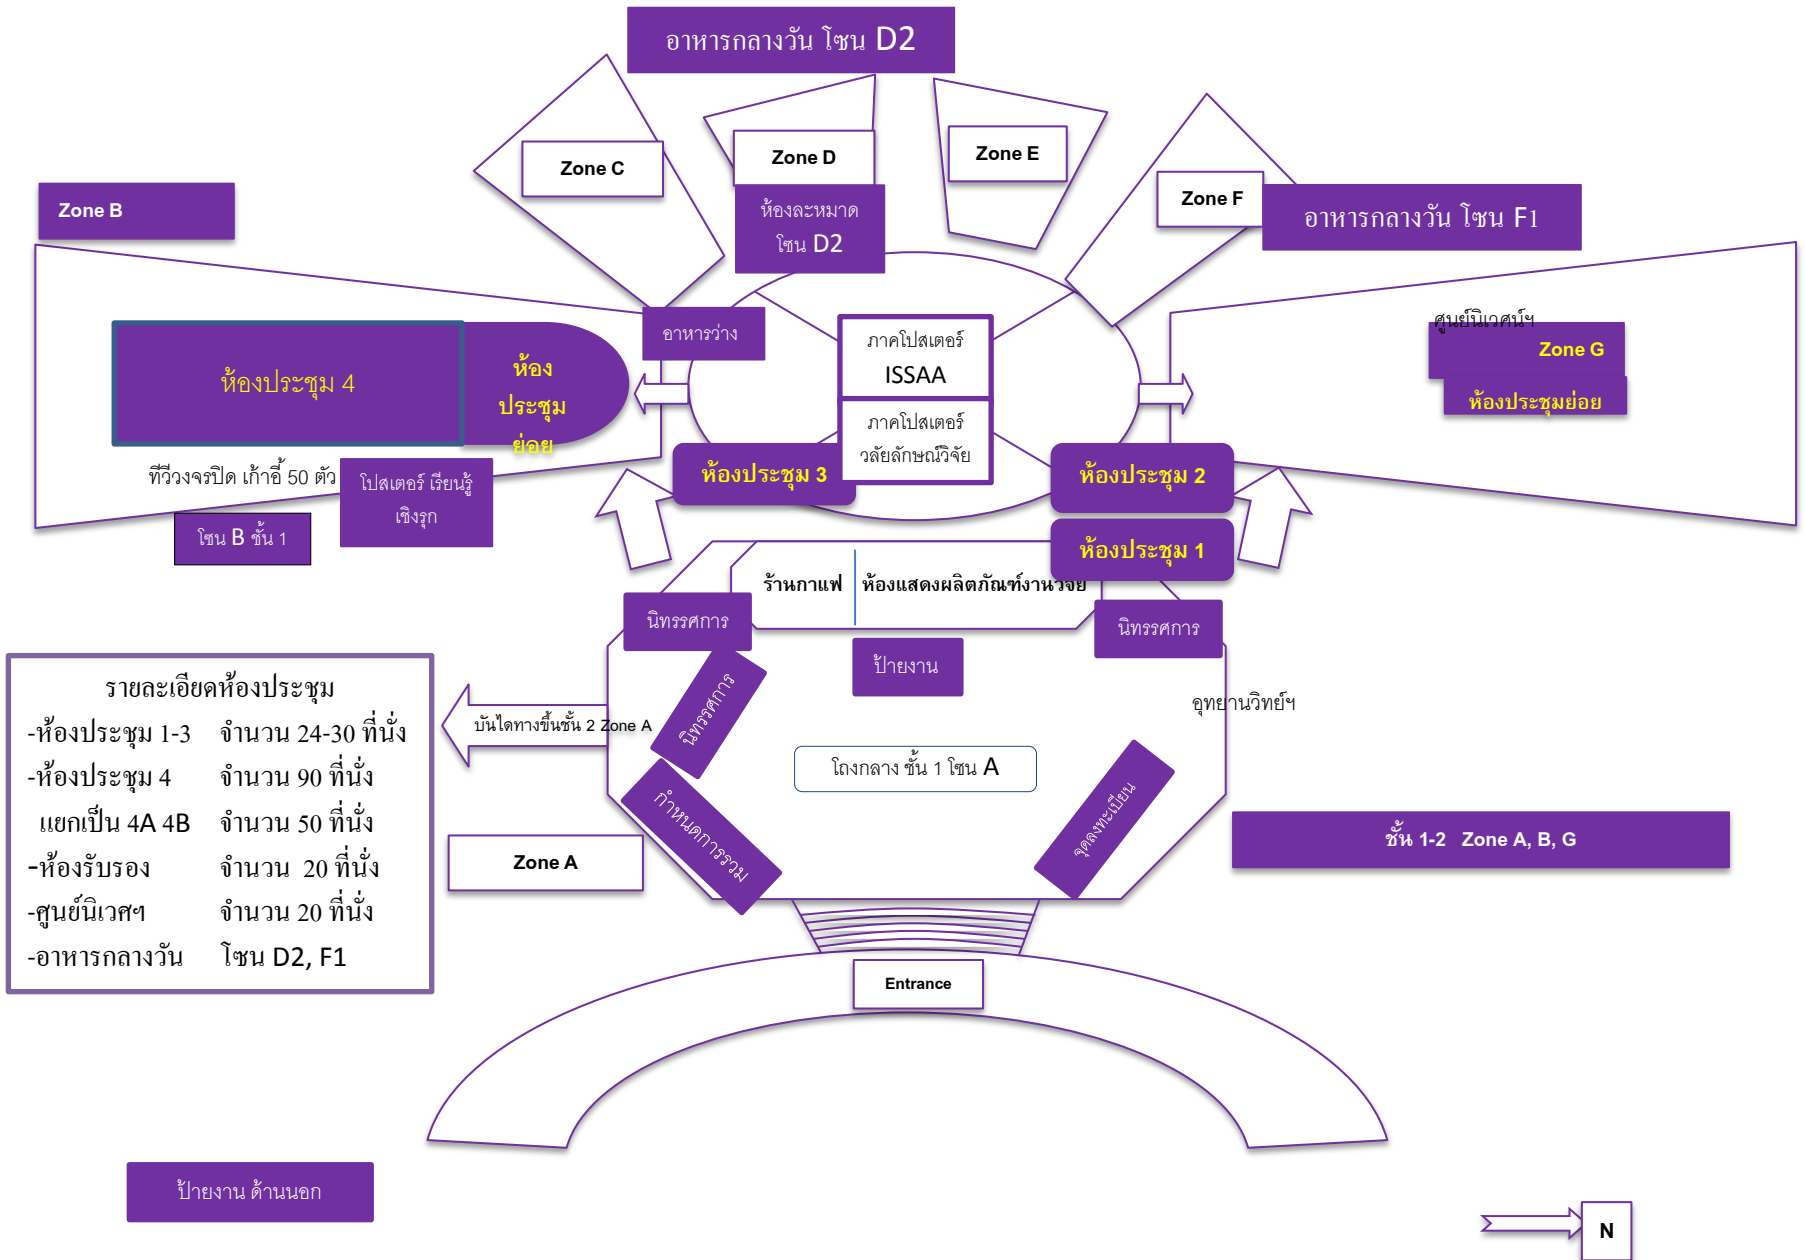 อาหารกลางวัน โซน D2
Zone C
Zone D
Zone E
Zone F
Zone B
ห้องละหมาด
โซน D2
อาหารกลางวัน โซน F1
อาหารว่าง
ภาคโปสเตอร์
ISSAA
ศูนย์นิเวศน์ฯ
Zone G
ห้องประชุมย่อย
ห้องประชุม 4
ห้อง
ประชุม
ย่อย
ภาคโปสเตอร์
วลัยลักษณ์วิจัย
ห้องประชุม 3
ห้องประชุม 2
ทีวีวงจรปิด เก้าอี้ 50 ตัว
โปสเตอร์ เรียนรู้
เชิงรุก
โซน B ชั้น 1
ห้องประชุม 1
ร้านกาแฟ
ห้องแสดงผลิตภัณฑ์งานวิจัย
นิทรรศการ
นิทรรศการ
ป้ายงาน
นิทรรศการ
อุทยานวิทย์ฯ
บันไดทางขึ้นชั้น 2 Zone A
โถงกลาง ชั้น 1 โซน A
กำหนดการรวม
จุดลงทะเบียน
Zone A
ชั้น 1-2 Zone A, B, G
รายละเอียดห้องประชุม
-ห้องประชุม 1-3 จำนวน 24-30 ที่นั่ง
-ห้องประชุม 4 จำนวน 90 ที่นั่ง
แยกเป็น 4A 4B จำนวน 50 ที่นั่ง
-ห้องรับรอง จำนวน 20 ที่นั่ง
-ศูนย์นิเวศฯ จำนวน 20 ที่นั่ง
-อาหารกลางวัน โซน D2, F1
Entrance
ป้ายงาน ด้านนอก
N